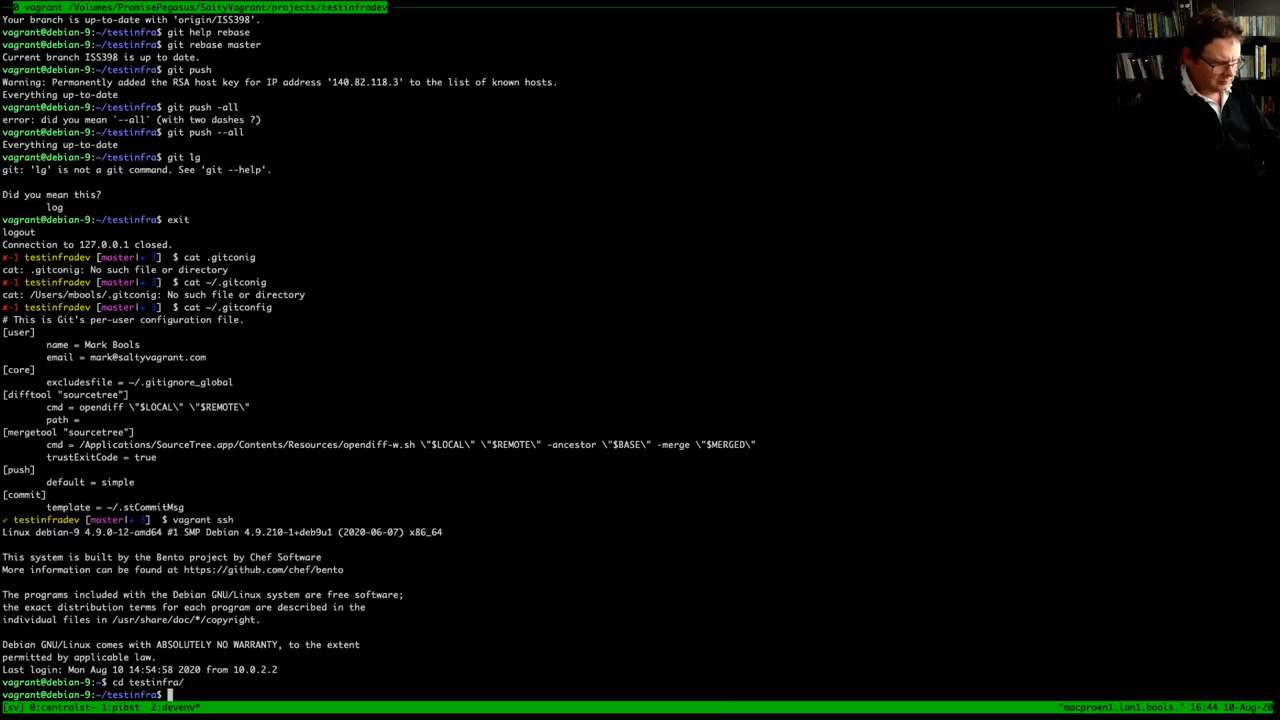 0 vagrant /Volumes/PromisePegasus/SaltyVagrant/projects/testinfradev
Your branch is up-to-date with 'origin/ISS398'.
vagrant@debian-9:~/testinfra$ git help rebase
vagrant@debian-9:~/testinfra$ git rebase master
Current branch ISS398 is up to date.
vagrant@debian-9:~/testinfra$ git push
Warning: Permanently added the RSA host key for IP address '140.82.118.3' to the list of known hosts.
Everything up-to-date
vagrant@debian-9:~/testinfra$ git push -all
error: did you mean `--all` (with two dashes ?)
vagrant@debian-9:~/testinfra$ git push --all
Everything up-to-date
vagrant@debian-9:~/testinfra$ git lg
git: 'lg' is not a git command. See 'git --help'.
Did you mean this?
log
vagrant@debian-9:~/testinfra$ exit
logout
Connection to 127.0.0.1 closed.
✘-1 testinfradev [master|+ 3] $ cat .gitconig
cat: .gitconig: No such file or directory
✘-1 testinfradev [master|+ 3] $ cat ~/.gitconig
cat: /Users/mbools/.gitconig: No such file or directory
✘-1 testinfradev [master|+ 3] $ cat ~/.gitconfig
# This is Git's per-user configuration file.
[user]
name = Mark Bools
email = mark@saltyvagrant.com
[core]
excludesfile = ~/.gitignore_global
[difftool "sourcetree"]
cmd = opendiff \"$LOCAL\" \"$REMOTE\"
path =
[mergetool "sourcetree"]
cmd = /Applications/SourceTree.app/Contents/Resources/opendiff-w.sh \"$LOCAL\" \"$REMOTE\" -ancestor \"$BASE\" -merge \"$MERGED\"
trustExitCode = true
[push]
default = simple
[commit]
template = ~/.stCommitMsg
✔ testinfradev [master|+ 3] $ vagrant ssh
Linux debian-9 4.9.0-12-amd64 #1 SMP Debian 4.9.210-1+deb9u1 (2020-06-07) x86_64
This system is built by the Bento project by Chef Software
More information can be found at https://github.com/chef/bento
The programs included with the Debian GNU/Linux system are free software;
the exact distribution terms for each program are described in the
individual files in /usr/share/doc/*/copyright.
Debian GNU/Linux comes with ABSOLUTELY NO WARRANTY, to the extent
permitted by applicable law.
Last login: Mon Aug 10 14:54:58 2020 from 10.0.2.2
vagrant@debian-9:~$ cd testinfra/
vagrant@debian-9:~/testinfra$
[sv] 0:centralst- 1:pibst 2:devenv* "macproen1.lan1.bools." 16:44 10-Aug-20